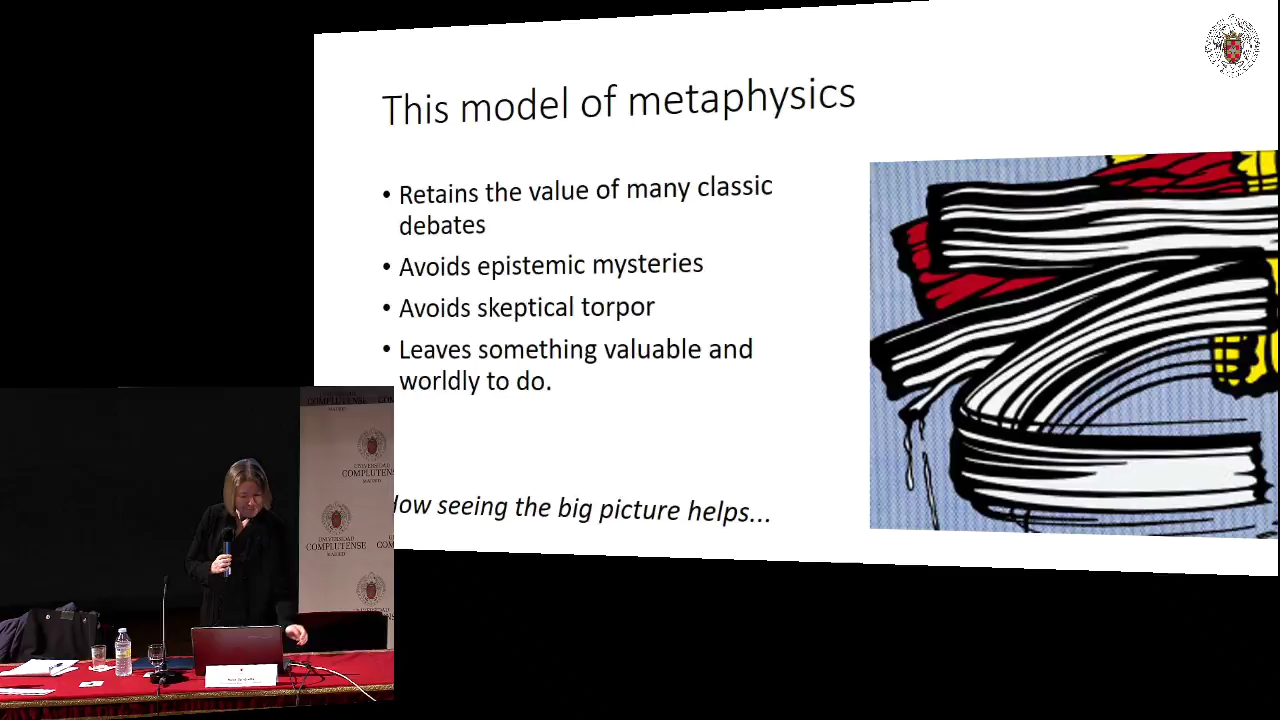 This model of metaphysics
• Retains the value of many classic
debates
• Avoids epistemic mysteries
• Avoids skeptical torpor
• Leaves something valuable and
worldly to do.
How seeing the big picture helps...
UNIVERSIDAD
COMPLUTENSE
MADRID
UNIVERSIDAD
COMPLUTENSE
MADRID